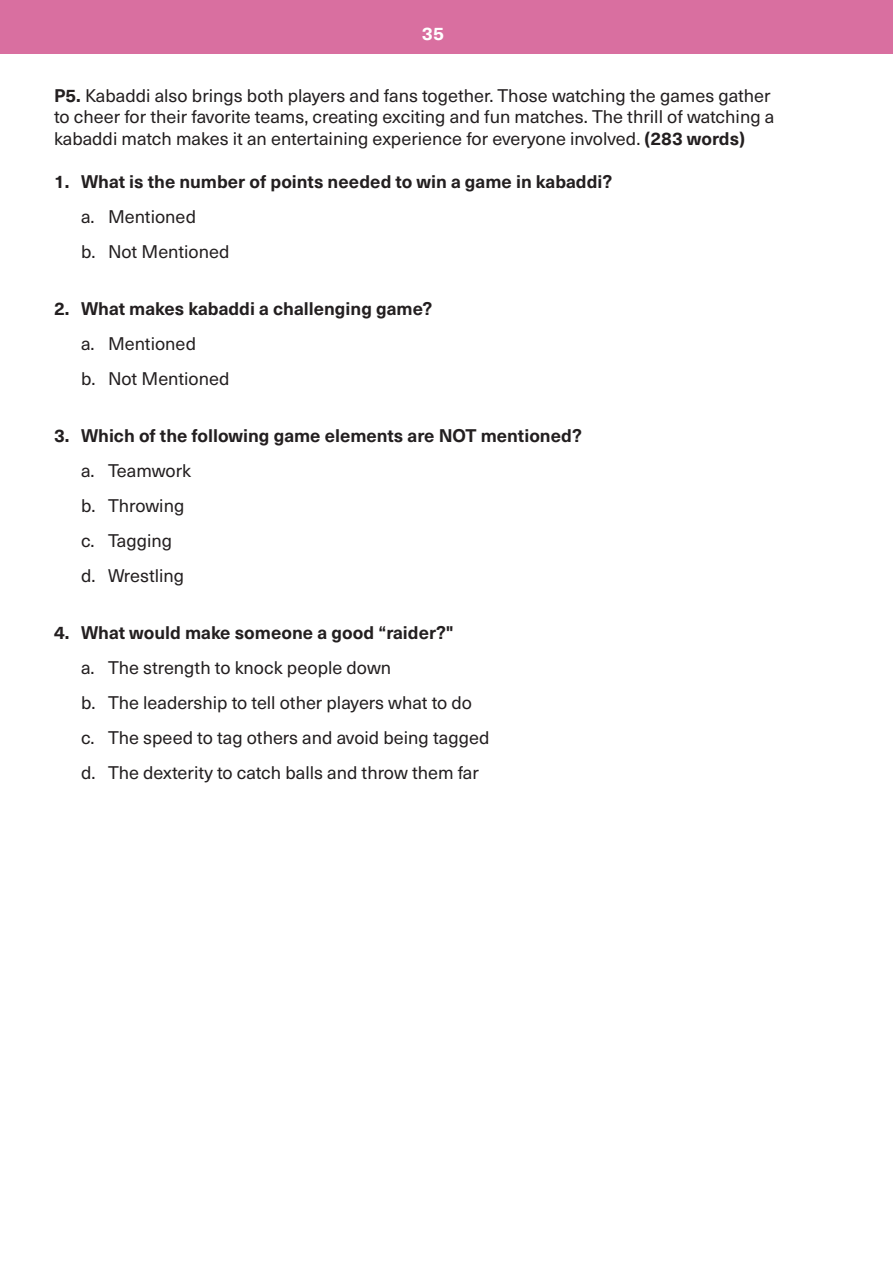 35
P5. Kabaddi also brings both players and fans together. Those watching the games gather
to cheer for their favorite teams, creating exciting and fun matches. The thrill of watching a
kabaddi match makes it an entertaining experience for everyone involved. (283 words)
1. What is the number of points needed to win a game in kabaddi?
a. Mentioned
b. Not Mentioned
2. What makes kabaddi a challenging game?
a. Mentioned
b. Not Mentioned
3. Which of the following game elements are NOT mentioned?
a. Teamwork
b. Throwing
c. Tagging
d. Wrestling
4. What would make someone a good “raider?"
a. The strength to knock people down
b. The leadership to tell other players what to do
c. The speed to tag others and avoid being tagged
d. The dexterity to catch balls and throw them far